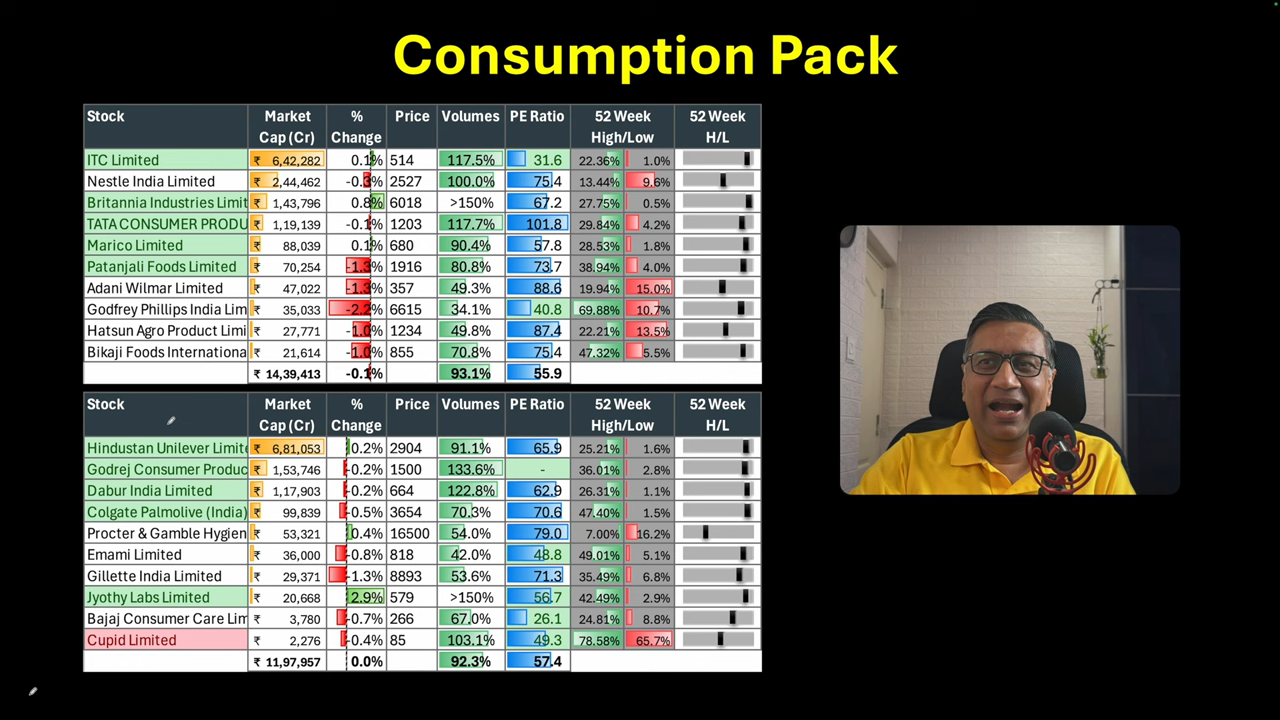 Consumption Pack
Stock Market % Price Volumes PE Ratio 52 Week 52 Week
Cap (Cr) Change High/Low H/L
ITC Limited ₹ 6,42,282 0.1% 514 117.5% 31.6 22.36% 1.0%
Nestle India Limited ₹ 2,44,462 -0.3% 2527 100.0% 75.4 13.44% 9.6%
Britannia Industries Limit ₹ 1,43,796 0.8% 6018 >150% 67.2 27.75% 0.5%
TATA CONSUMER PRODU ₹ 1,19,139 -0.1% 1203 117.7% 101.8 29.84% 4.2%
Marico Limited ₹ 88,039 0.1% 680 90.4% 57.8 28.53% 1.8%
Patanjali Foods Limited ₹ 70,254 -1.3% 1916 80.8% 73.7 38.94% 4.0%
Adani Wilmar Limited ₹ 47,022 -1.3% 357 49.3% 88.6 19.94% 15.0%
Godfrey Phillips India Lim ₹ 35,033 -2.2% 6615 34.1% 40.8 69.88% 10.7%
Hatsun Agro Product Limi ₹ 27,771 -1.0% 1234 49.8% 87.4 22.21% 13.5%
Bikaji Foods Internationa ₹ 21,614 -1.0% 855 70.8% 75.4 47.32% 5.5%
₹ 14,39,413 -0.1% 93.1% 55.9
Stock Market % Price Volumes PE Ratio 52 Week 52 Week
Cap (Cr) Change High/Low H/L
Hindustan Unilever Limite ₹ 6,81,053 0.2% 2904 91.1% 65.9 25.21% 1.6%
Godrej Consumer Produc ₹ 1,53,746 -0.2% 1500 133.6% - 36.01% 2.8%
Dabur India Limited ₹ 1,17,903 -0.2% 664 122.8% 62.9 26.31% 1.1%
Colgate Palmolive (India) ₹ 99,839 -0.5% 3654 70.3% 70.6 47.40% 1.5%
Procter & Gamble Hygien ₹ 53,321 0.4% 16500 54.0% 79.0 7.00% 16.2%
Emami Limited ₹ 36,000 -0.8% 818 42.0% 48.8 49.01% 5.1%
Gillette India Limited ₹ 29,371 -1.3% 8893 53.6% 71.3 35.49% 6.8%
Jyothy Labs Limited ₹ 20,668 2.9% 579 >150% 56.7 42.49% 2.9%
Bajaj Consumer Care Lim ₹ 3,780 -0.7% 266 67.0% 26.1 24.81% 8.8%
Cupid Limited ₹ 2,276 -0.4% 85 103.1% 49.3 78.58% 65.7%
₹ 11,97,957 0.0% 92.3% 57.4